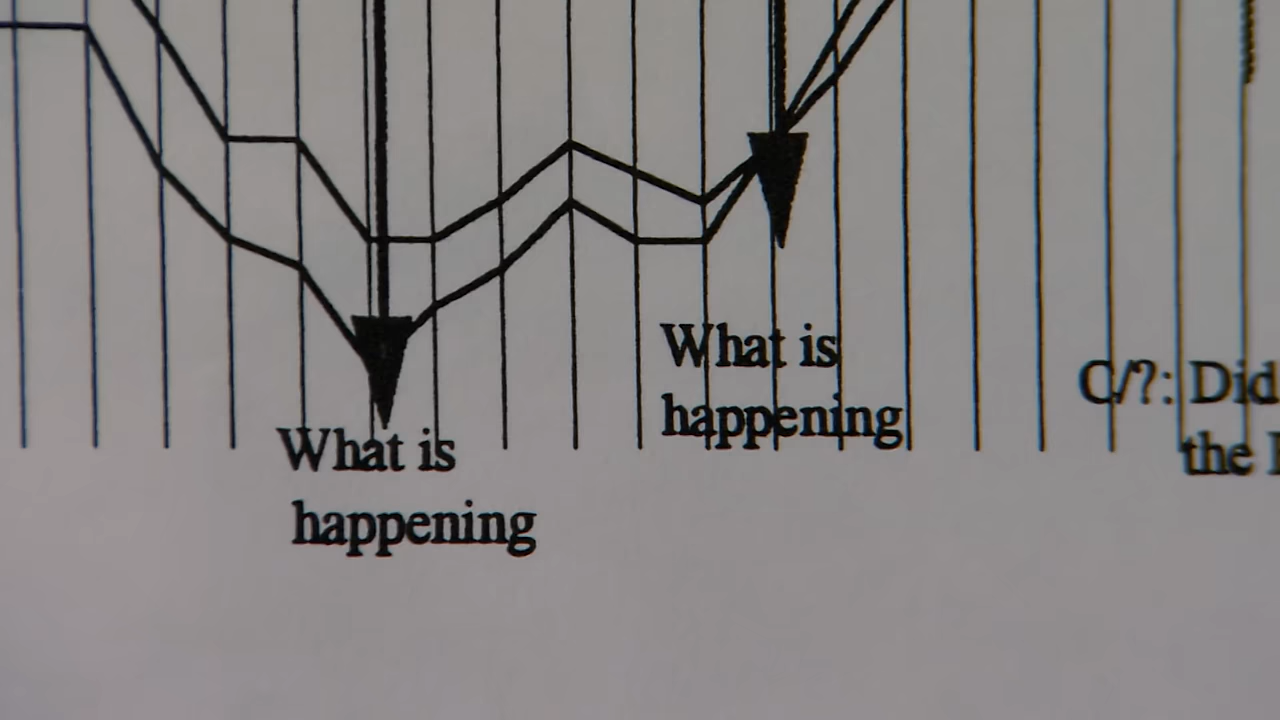 What is
happening
What is
happening
C/?: Did
the